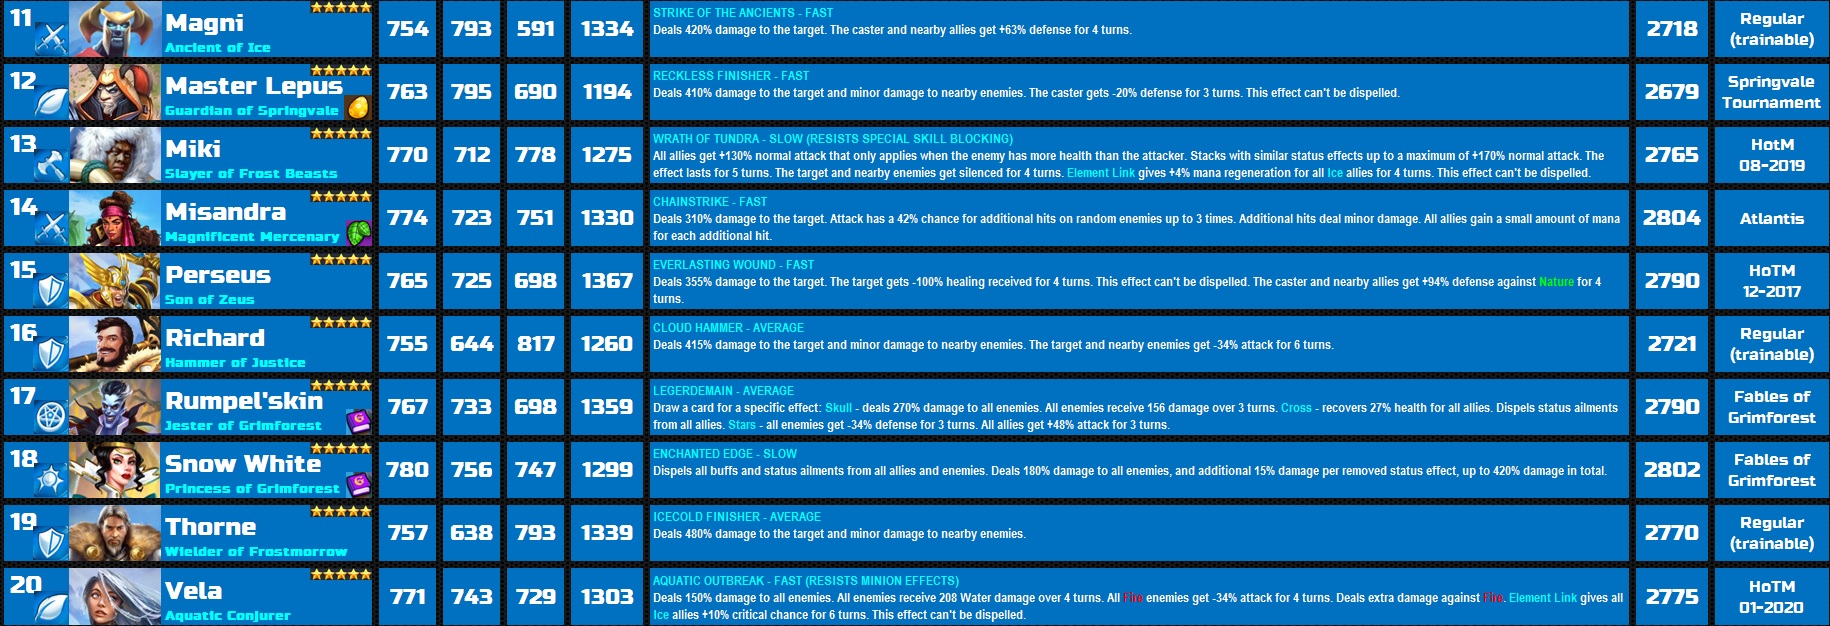 11 Magni 754 793 591 1334 STRIKE OF THE ANCIENTS - FAST 2718 Regular
Ancient of Ice Deals 420% damage to the target. The caster and nearby allies get +63% defense for 4 turns. (trainable)
12 Master Lepus 763 795 690 1194 RECKLESS FINISHER - FAST 2679 Springvale
Guardian of Springvale Deals 410% damage to the target and minor damage to nearby enemies. The caster gets -20% defense for 3 turns. This effect can't be dispelled. Tournament
13 Miki 770 712 778 1275 WRATH OF TUNDRA - SLOW (RESISTS SPECIAL SKILL BLOCKING) 2765 HotM
All allies get +130% normal attack that only applies when the enemy has more health than the attacker. Stacks with similar status effects up to a maximum of +170% normal attack. The
Slayer of Frost Beasts effect lasts for 5 turns. The target and nearby enemies get silenced for 4 turns. Element Link gives +4% mana regeneration for all Ice allies for 4 turns. This effect can't be dispelled. 08-2019
14 Misandra 774 723 751 1330 CHAINSTRIKE - FAST 2804 Atlantis
Deals 310% damage to the target. Attack has a 42% chance for additional hits on random enemies up to 3 times. Additional hits deal minor damage. All allies gain a small amount of mana
Magnificent Mercenary for each additional hit.
15 Perseus 765 725 698 1367 EVERLASTING WOUND - FAST 2790 HoTM
Deals 355% damage to the target. The target gets -100% healing received for 4 turns. This effect can't be dispelled. The caster and nearby allies get +94% defense against Nature for 4
Son of Zeus turns. 12-2017
16 Richard 755 644 817 1260 CLOUD HAMMER - AVERAGE 2721 Regular
Hammer of Justice Deals 415% damage to the target and minor damage to nearby enemies. The target and nearby enemies get -34% attack for 6 turns. (trainable)
17 Rumpel'skin 767 733 698 1359 LEGERDEMAIN - AVERAGE 2790 Fables of
Draw a card for a specific effect: Skull - deals 270% damage to all enemies. All enemies receive 156 damage over 3 turns. Cross - recovers 27% health for all allies. Dispels status ailments
Jester of Grimforest 6 from all allies. Stars - all enemies get -34% defense for 3 turns. All allies get +48% attack for 3 turns. Grimforest
18 Snow White 780 756 747 1299 ENCHANTED EDGE - SLOW 2802 Fables of
Princess of Grimforest 6 Dispels all buffs and status ailments from all allies and enemies. Deals 180% damage to all enemies, and additional 15% damage per removed status effect, up to 420% damage in total. Grimforest
19 Thorne 757 638 793 1339 ICECOLD FINISHER - AVERAGE 2770 Regular
Wielder of Frostmorrow Deals 480% damage to the target and minor damage to nearby enemies. (trainable)
20 Vela 771 743 729 1303 AQUATIC OUTBREAK - FAST (RESISTS MINION EFFECTS) 2775 HoTM
Deals 150% damage to all enemies. All enemies receive 208 Water damage over 4 turns. All Fire enemies get -34% attack for 4 turns. Deals extra damage against Fire. Element Link gives all
Aquatic Conjurer Ice allies +10% critical chance for 6 turns. This effect can't be dispelled. 01-2020